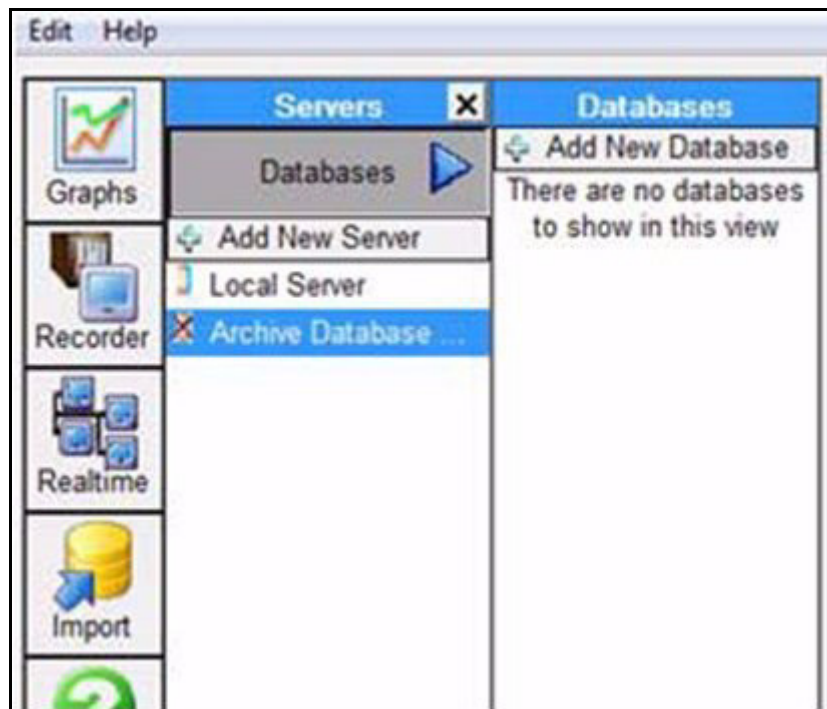 Edit Help
Graphs
Recorder
Realtime
Import
Servers
Databases
Add New Server
Local Server
Archive Database ...
Databases
Add New Database
There are no databases
to show in this view